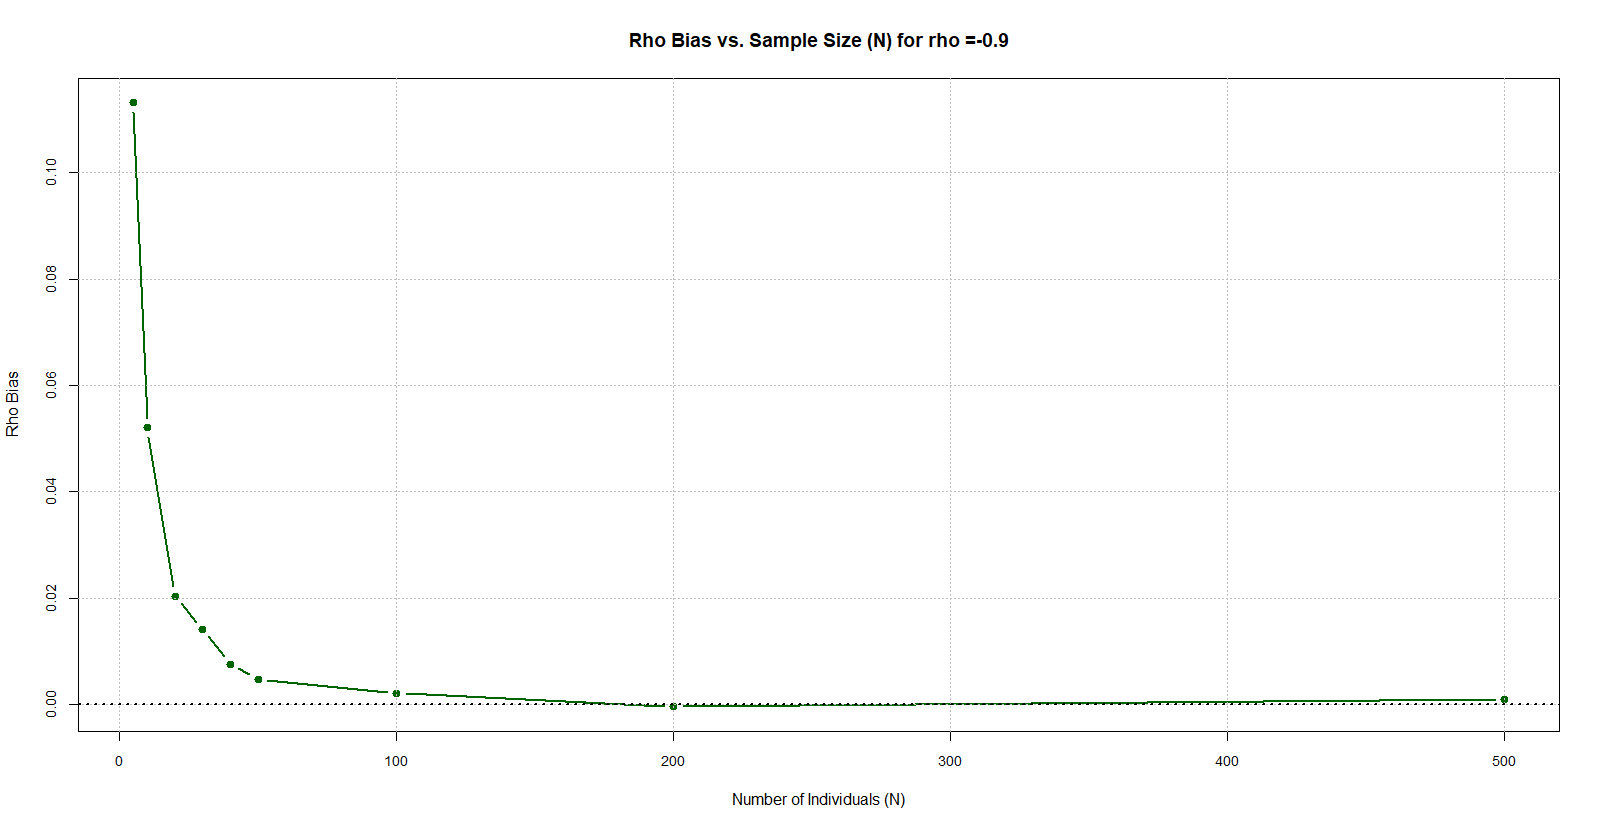 Rho Bias vs. Sample Size (N) for rho =-0.9
Rho Bias
0.10
0.08
0.06
0.04
0.02
0.00
0 100 200 300 400 500
Number of Individuals (N)